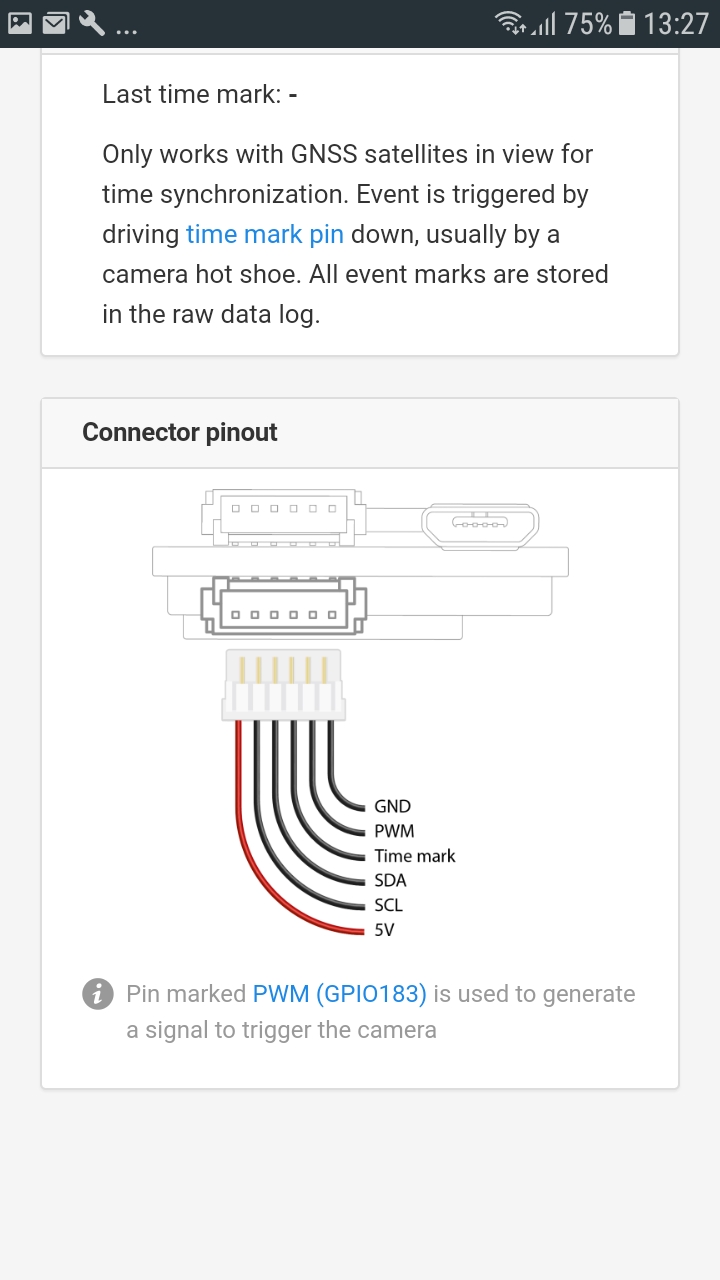 ... 75% 13:27
Last time mark: -
Only works with GNSS satellites in view for
time synchronization. Event is triggered by
driving time mark pin down, usually by a
camera hot shoe. All event marks are stored
in the raw data log.
Connector pinout
GND
PWM
Time mark
SDA
SCL
5V
Pin marked PWM (GPIO183) is used to generate
a signal to trigger the camera